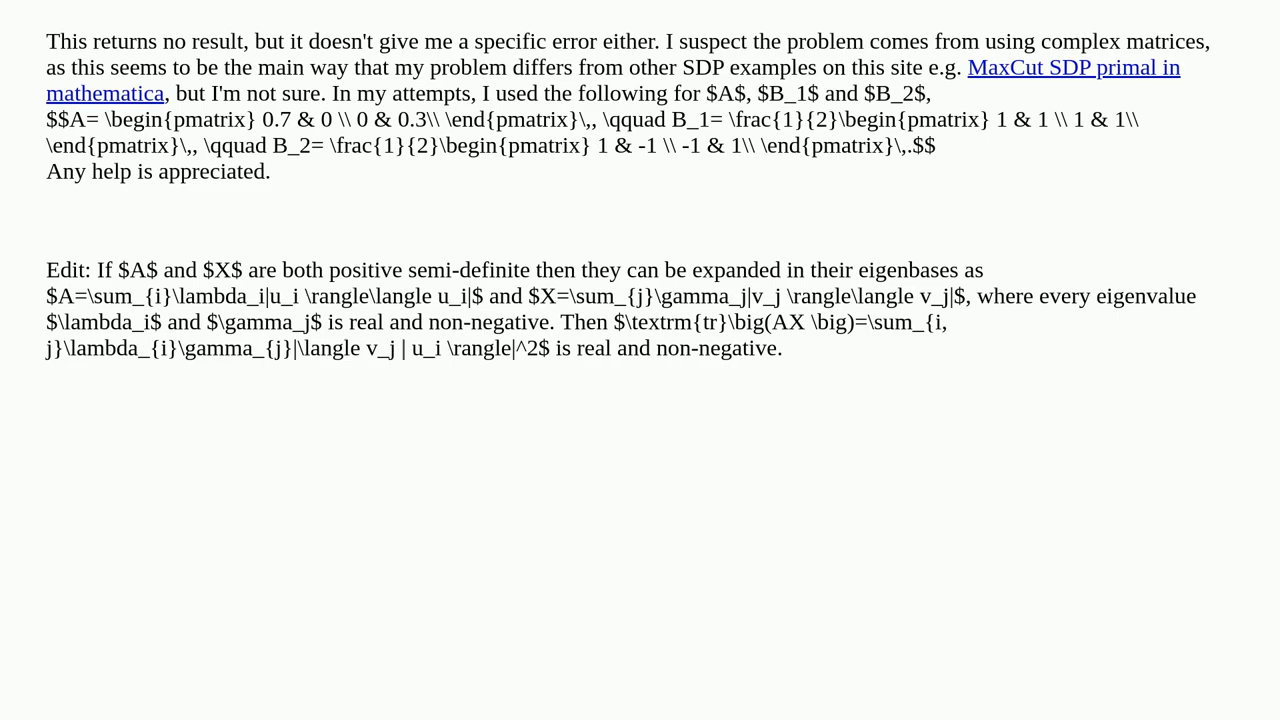 This returns no result, but it doesn't give me a specific error either. I suspect the problem comes from using complex matrices,
as this seems to be the main way that my problem differs from other SDP examples on this site e.g. MaxCut SDP primal in
mathematica, but I'm not sure. In my attempts, I used the following for $A$, $B_1$ and $B_2$,
$$A= \begin{pmatrix} 0.7 & 0 \\ 0 & 0.3\\ \end{pmatrix}\,, \qquad B_1= \frac{1}{2}\begin{pmatrix} 1 & 1 \\ 1 & 1\\
\end{pmatrix}\,, \qquad B_2= \frac{1}{2}\begin{pmatrix} 1 & -1 \\ -1 & 1\\ \end{pmatrix}\,.$$
Any help is appreciated.
Edit: If $A$ and $X$ are both positive semi-definite then they can be expanded in their eigenbases as
$A=\sum_{i}\lambda_i|u_i \rangle\langle u_i|$ and $X=\sum_{j}\gamma_j|v_j \rangle\langle v_j|$, where every eigenvalue
$\lambda_i$ and $\gamma_j$ is real and non-negative. Then $\textrm{tr}\big(AX \big)=\sum_{i,
j}\lambda_{i}\gamma_{j}|\langle v_j | u_i \rangle|^2$ is real and non-negative.